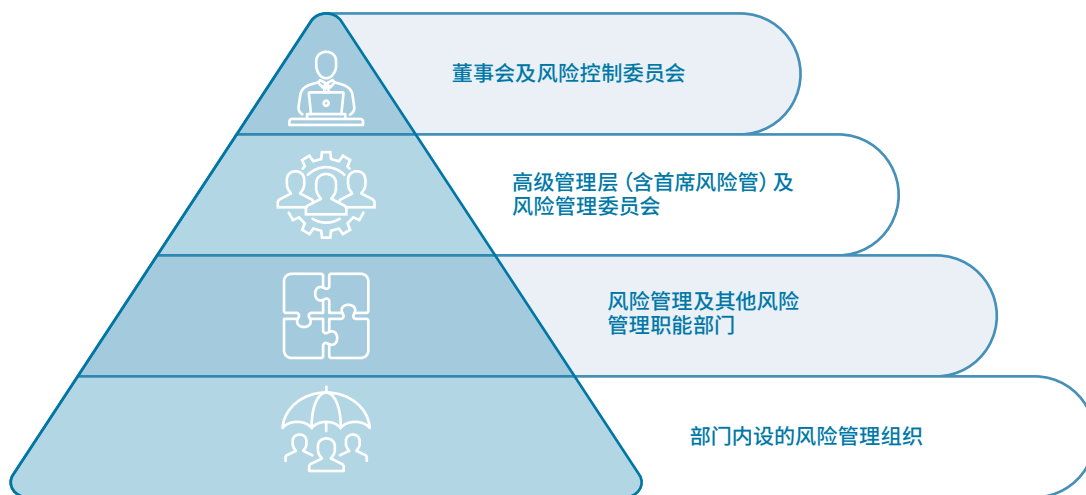 董事会及风险控制委员会
高级管理层（含首席风险管）及
风险管理委员会
风险管理及其他风险
管理职能部门
部门内设的风险管理组织